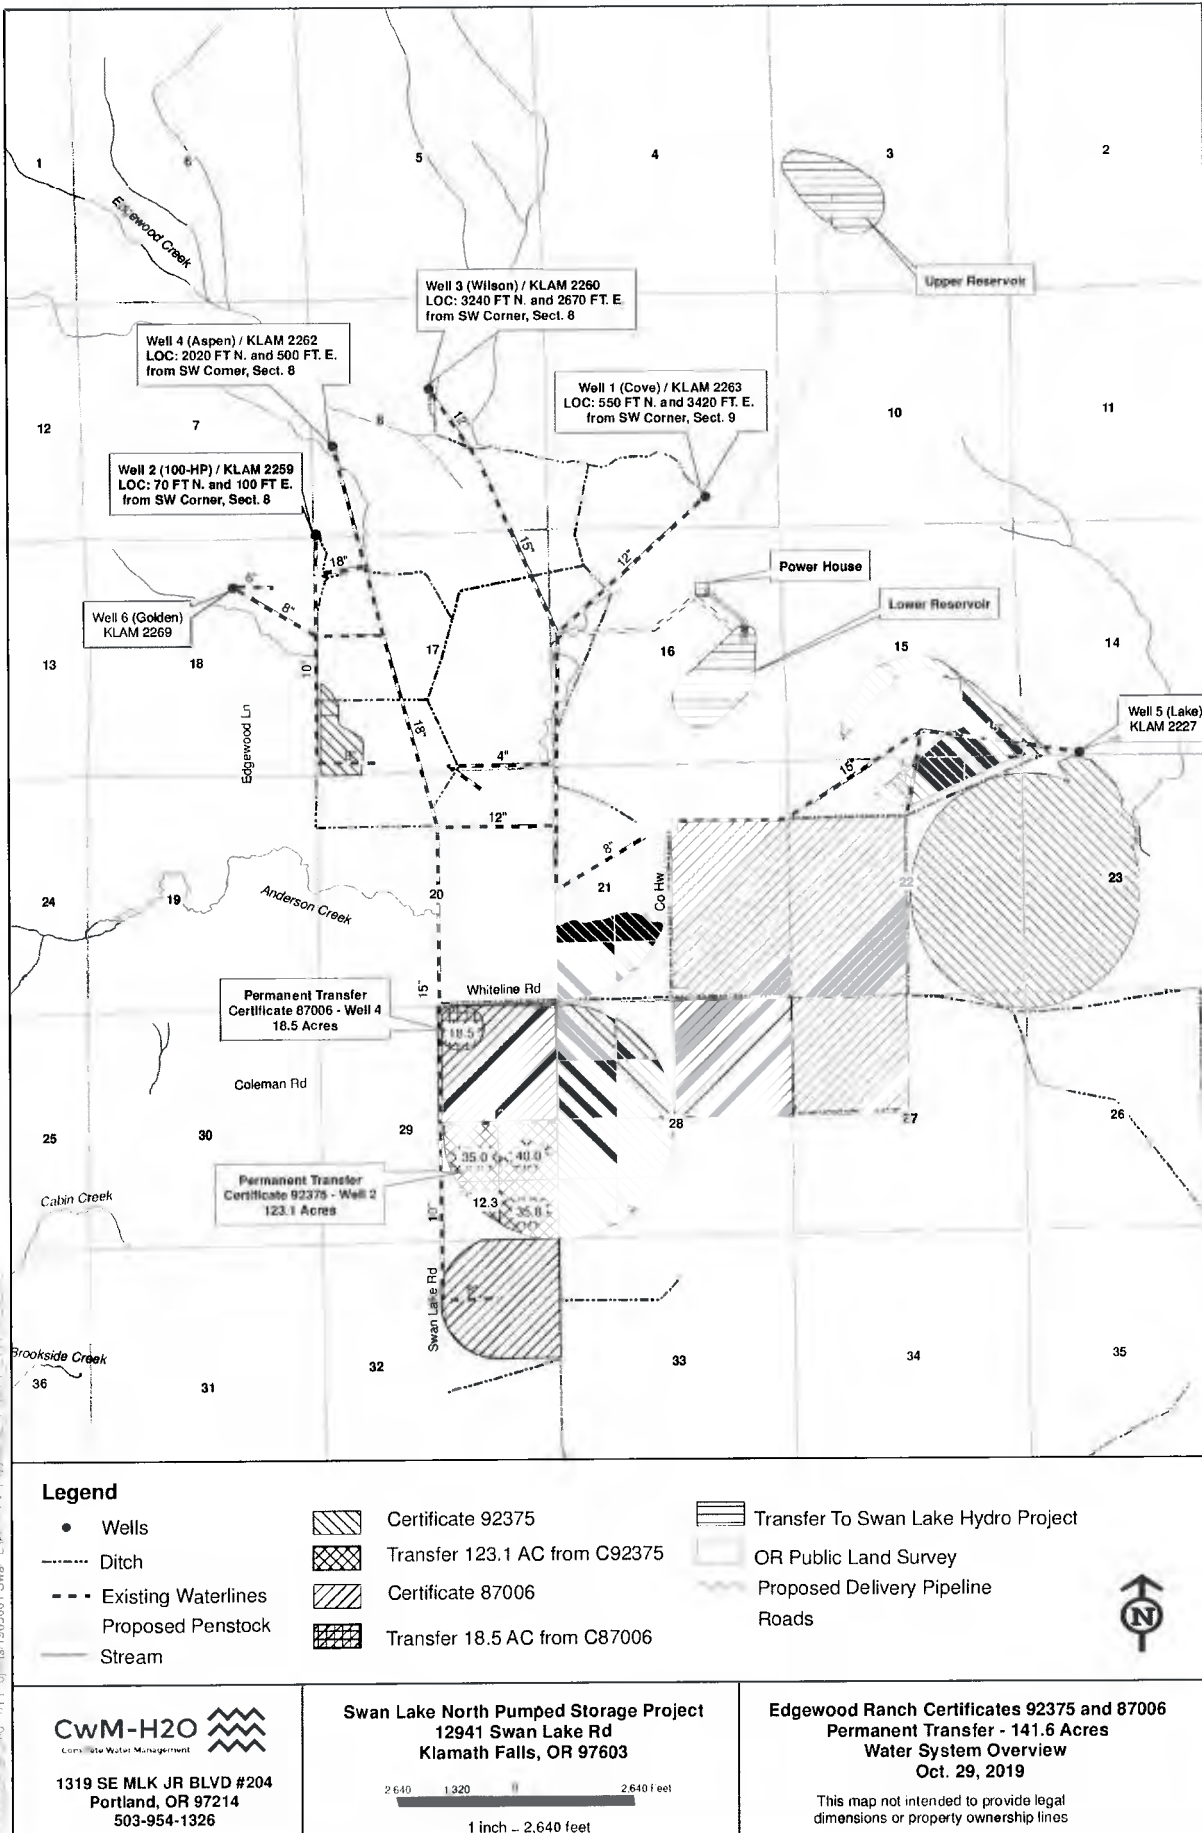 1
6
5
4
3
2
Edgewood Creek
Upper Reservoir
Well 3 (Wilson) / KLAM 2260
LOC: 3240 FT N. and 2670 FT. E.
from SW Corner, Sect. 8
Well 4 (Aspen) / KLAM 2262
LOC: 2020 FT N. and 500 FT. E.
from SW Corner, Sect. 8
Well 1 (Cove) / KLAM 2263
LOC: 550 FT N. and 3420 FT. E.
from SW Corner, Sect. 9
12
7
8
10
11
12"
Well 2 (100-HP) / KLAM 2259
LOC: 70 FT N. and 100 FT E.
from SW Corner, Sect. 8
18"
15"
12"
Power House
6"
8"
Well 6 (Golden)
KLAM 2269
Lower Reservoir
13
18
10
17
16
15
14
Edgewood Ln
18"
4"
15"
Well 5 (Lake)
KLAM 2227
12"
8"
24
19
Anderson Creek
20
21
Co Hw
22
23
15"
Whiteline Rd
Permanent Transfer
Certificate 87006 - Well 4
18.5 Acres
18.5
Coleman Rd
25
30
29
28
27
26
35.0
40.0
Permanent Transfer
Certificate 92375 - Well 2
123.1 Acres
12.3
35.8
Cabin Creek
10"
Swan Lake Rd
Brookside Creek
36
31
32
33
34
35
Legend
Wells
Ditch
Existing Waterlines
Proposed Penstock
Stream
Certificate 92375
Transfer 123.1 AC from C92375
Certificate 87006
Transfer 18.5 AC from C87006
Transfer To Swan Lake Hydro Project
OR Public Land Survey
Proposed Delivery Pipeline
Roads
N
CwM-H2O
Complete Water Management
1319 SE MLK JR BLVD #204
Portland, OR 97214
503-954-1326
Swan Lake North Pumped Storage Project
12941 Swan Lake Rd
Klamath Falls, OR 97603
2,640 1,320 0 2,640 Feet
1 inch = 2,640 feet
Edgewood Ranch Certificates 92375 and 87006
Permanent Transfer - 141.6 Acres
Water System Overview
Oct. 29, 2019
This map not intended to provide legal
dimensions or property ownership lines